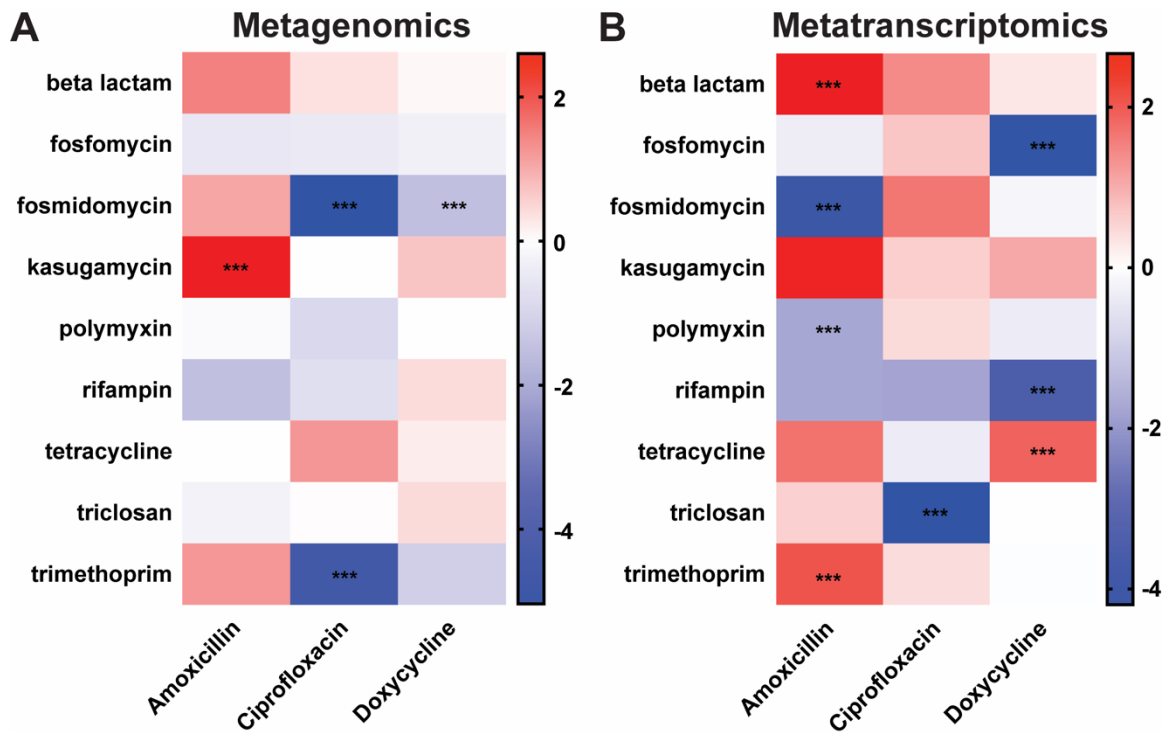 A Metagenomics
beta lactam
fosfomycin
fosmidomycin *** ***
kasugamycin ***
polymyxin
rifampin
tetracycline
triclosan
trimethoprim ***
2
0
-2
-4
Amoxicillin
Ciprofloxacin
Doxycycline
B Metatranscriptomics
beta lactam ***
fosfomycin ***
fosmidomycin ***
kasugamycin
polymyxin ***
rifampin ***
tetracycline ***
triclosan ***
trimethoprim ***
2
0
-2
-4
Amoxicillin
Ciprofloxacin
Doxycycline